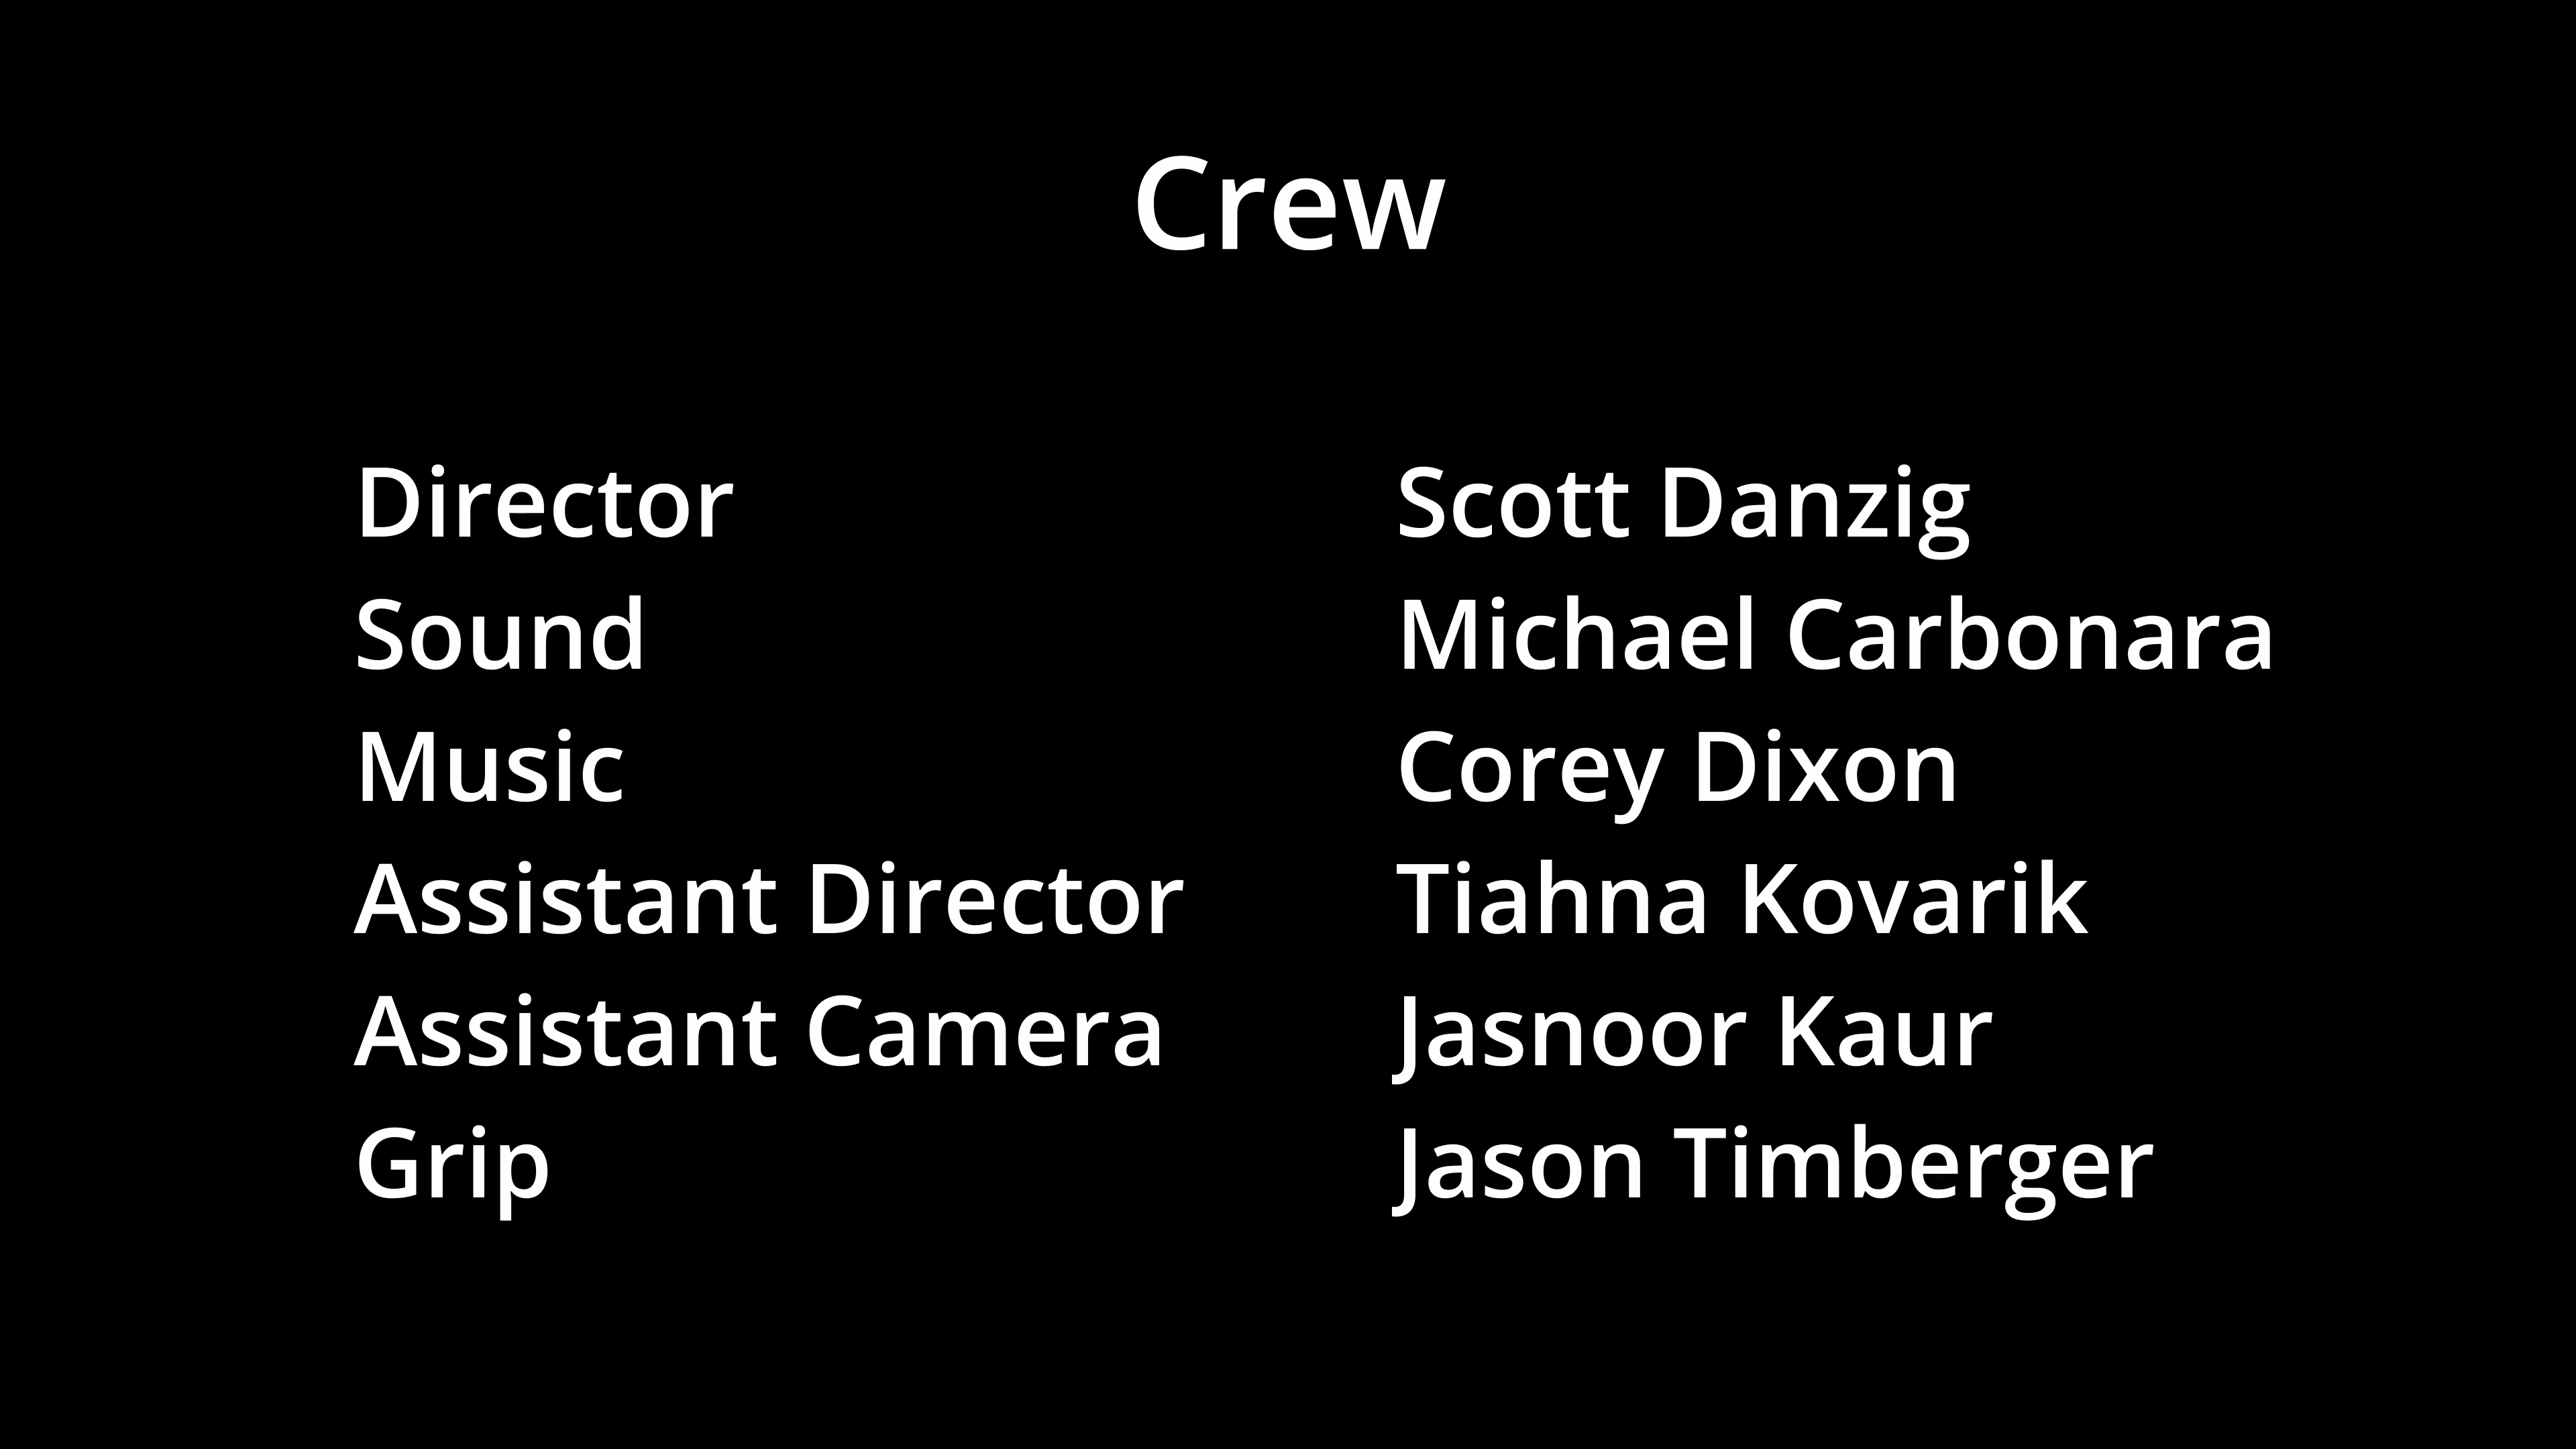 Crew
Director Scott Danzig
Sound Michael Carbonara
Music Corey Dixon
Assistant Director Tiahna Kovarik
Assistant Camera Jasnoor Kaur
Grip Jason Timberger